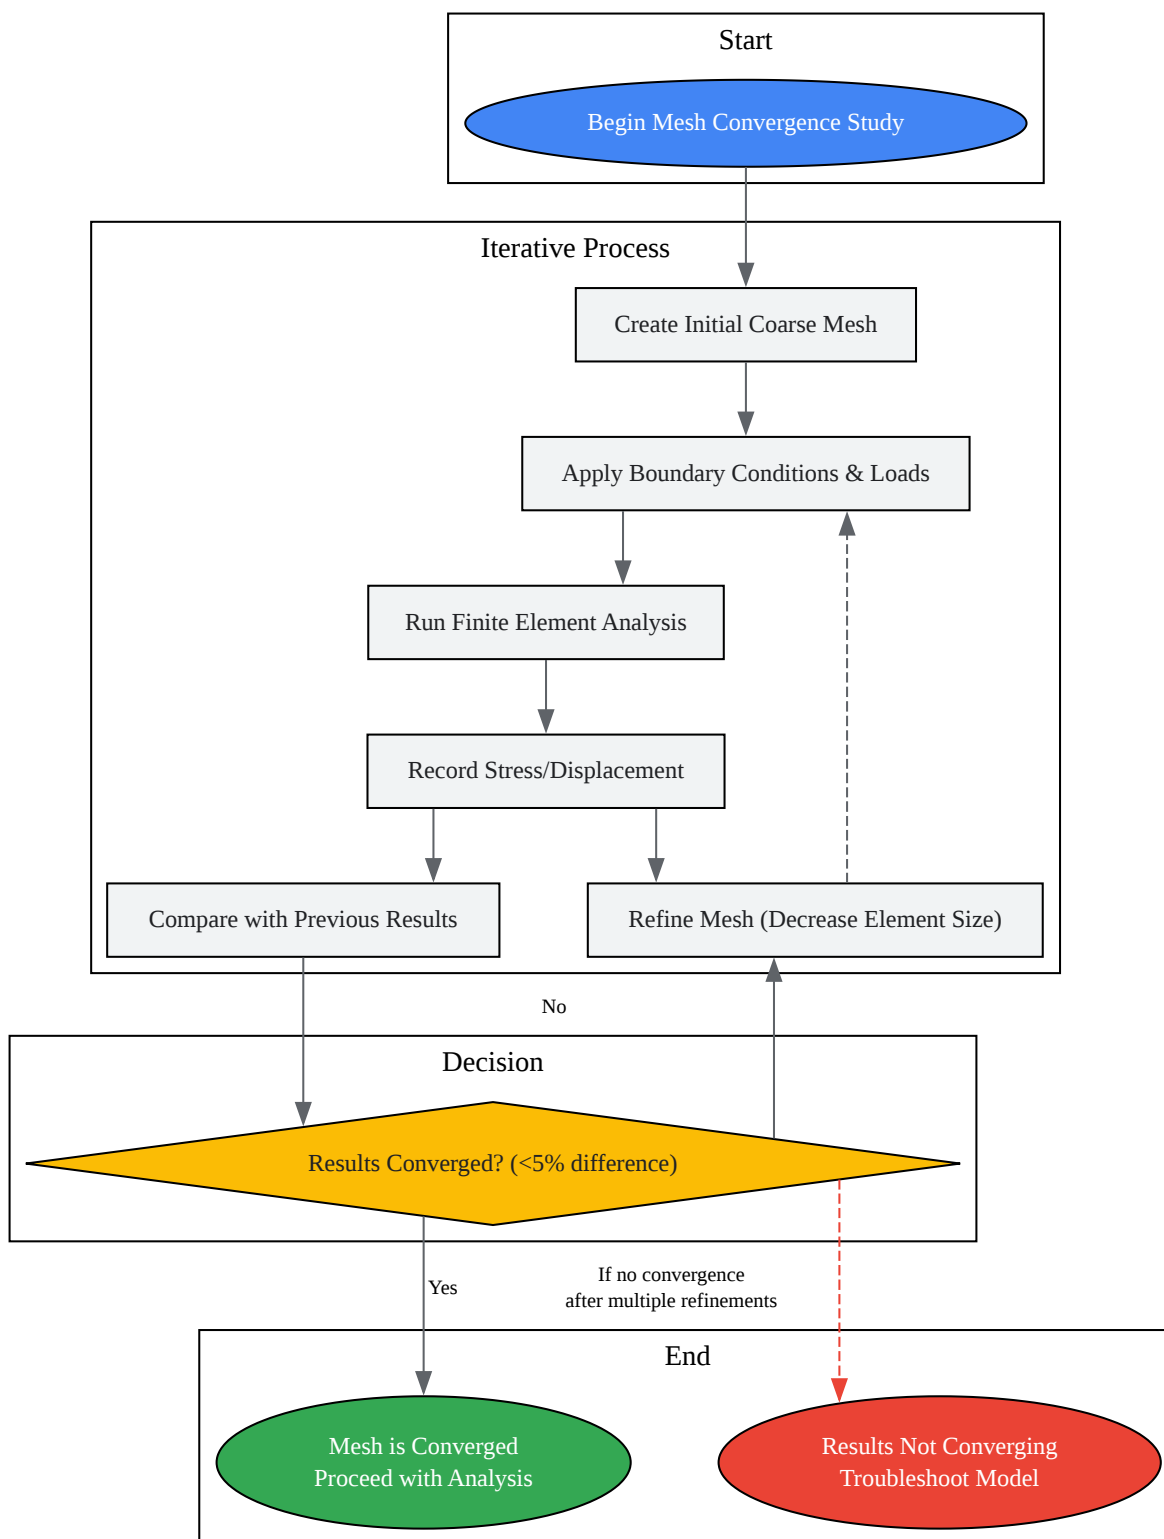 Start
Begin Mesh Convergence Study
Iterative Process
Create Initial Coarse Mesh
Apply Boundary Conditions & Loads
Run Finite Element Analysis
Record Stress/Displacement
Compare with Previous Results
Refine Mesh (Decrease Element Size)
No
Decision
Results Converged? (<5% difference)
Yes
If no convergence
after multiple refinements
End
Mesh is Converged
Proceed with Analysis
Results Not Converging
Troubleshoot Model